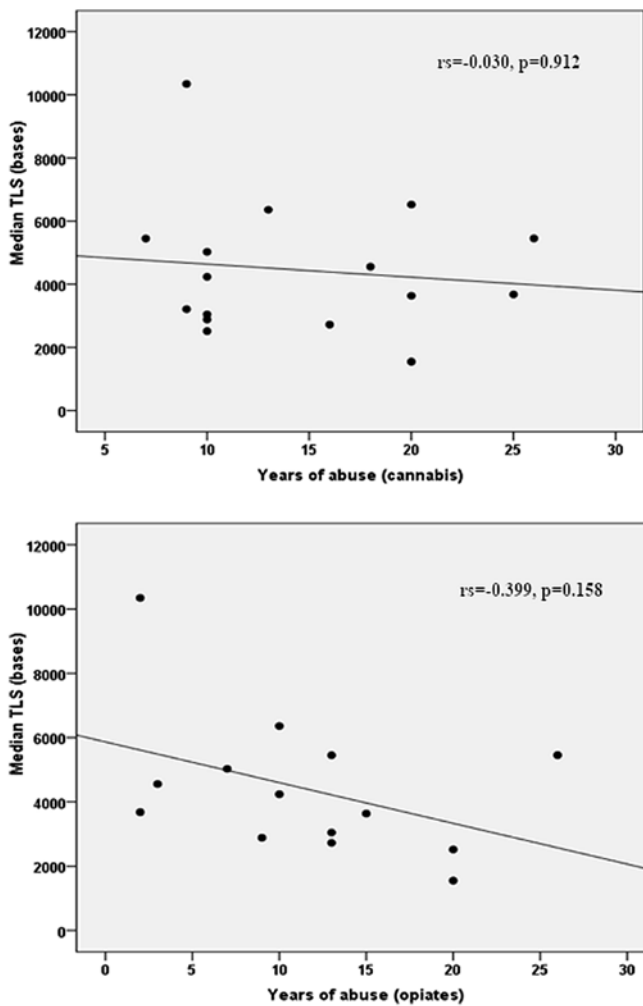 12000
10000
8000
6000
4000
2000
0
Median TLS (bases)
rs=-0.030, p=0.912
5 10 15 20 25 30
Years of abuse (cannabis)
12000
10000
8000
6000
4000
2000
0
Median TLS (bases)
rs=-0.399, p=0.158
0 5 10 15 20 25 30
Years of abuse (opiates)